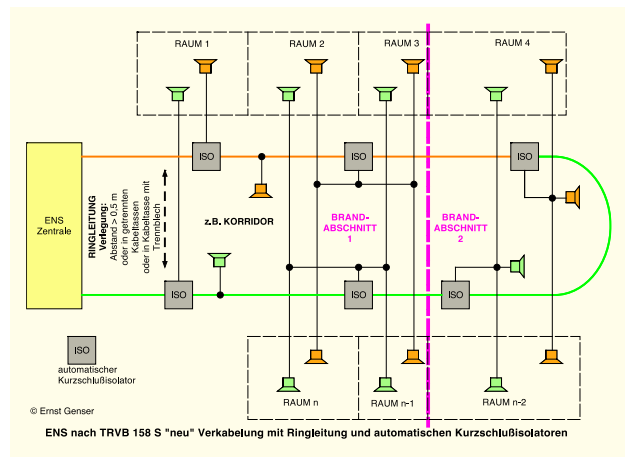 RAUM 1
RAUM 2
RAUM 3
RAUM 4
ISO
ISO
ISO
ENS
Zentrale
RINGLEITUNG
Verlegung:
Abstand > 0,5 m
oder in getrennten
Kabeltassen
oder in Kabeltasse mit
Trennblech
z.B. KORRIDOR
BRAND-
ABSCHNITT
1
BRAND-
ABSCHNITT
2
ISO
ISO
ISO
ISO
automatischer
Kurzschlußisolator
RAUM n
RAUM n-1
RAUM n-2
© Ernst Genser
ENS nach TRVB 158 S "neu" Verkabelung mit Ringleitung und automatischen Kurzschlußisolatoren